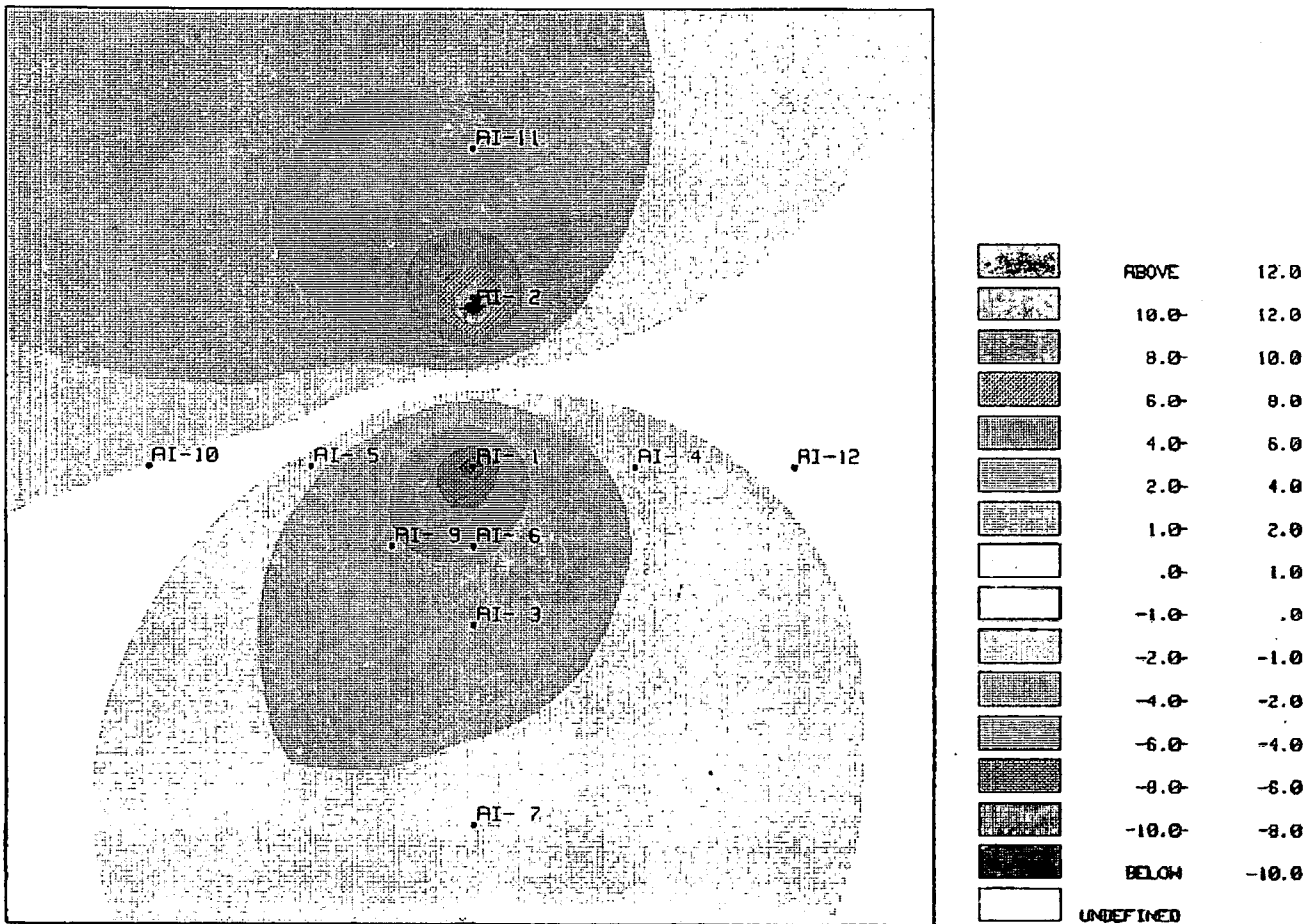 AI-11
AI- 2
AI-10
AI- 5
AI- 1
AI- 4
AI-12
AI- 9
AI- 6
AI- 3
AI- 7
ABOVE 12.0
10.0- 12.0
8.0- 10.0
6.0- 8.0
4.0- 6.0
2.0- 4.0
1.0- 2.0
.0- 1.0
-1.0- .0
-2.0- -1.0
-4.0- -2.0
-6.0- -4.0
-8.0- -6.0
-10.0- -8.0
BELOW -10.0
UNDEFINED